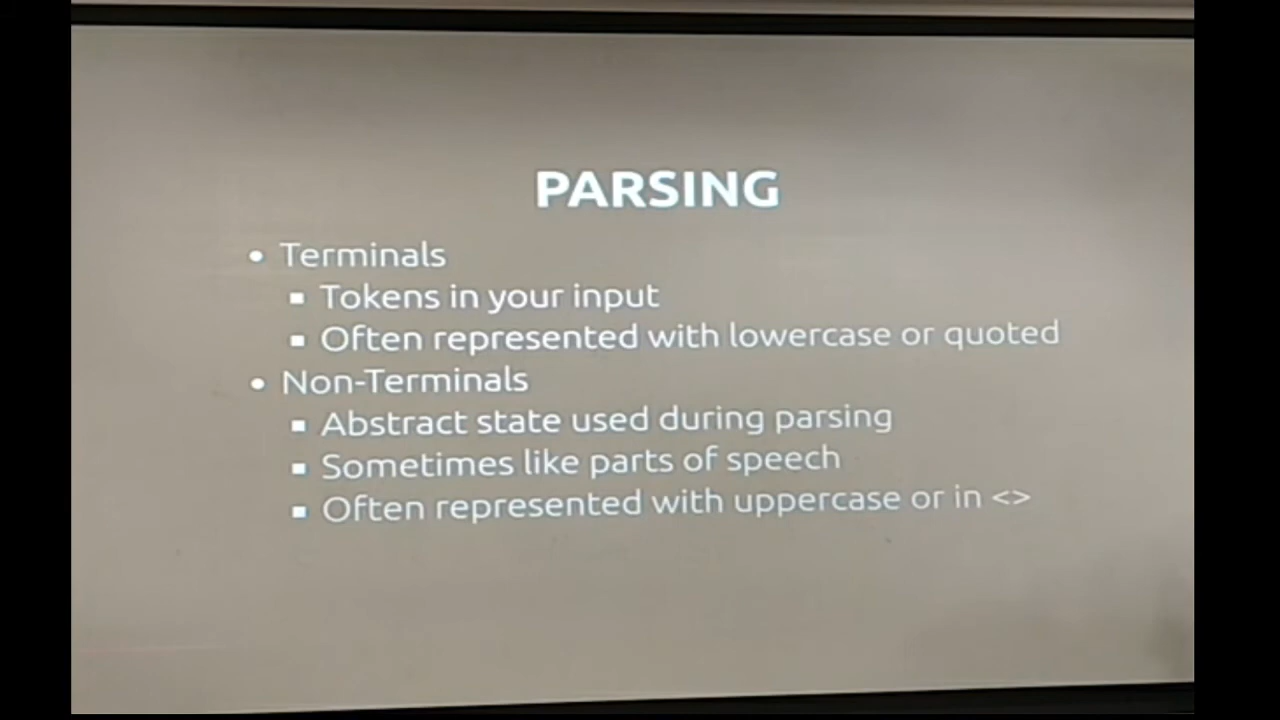 PARSING
• Terminals
▪ Tokens in your input
▪ Often represented with lowercase or quoted
• Non-Terminals
▪ Abstract state used during parsing
▪ Sometimes like parts of speech
▪ Often represented with uppercase or in <>